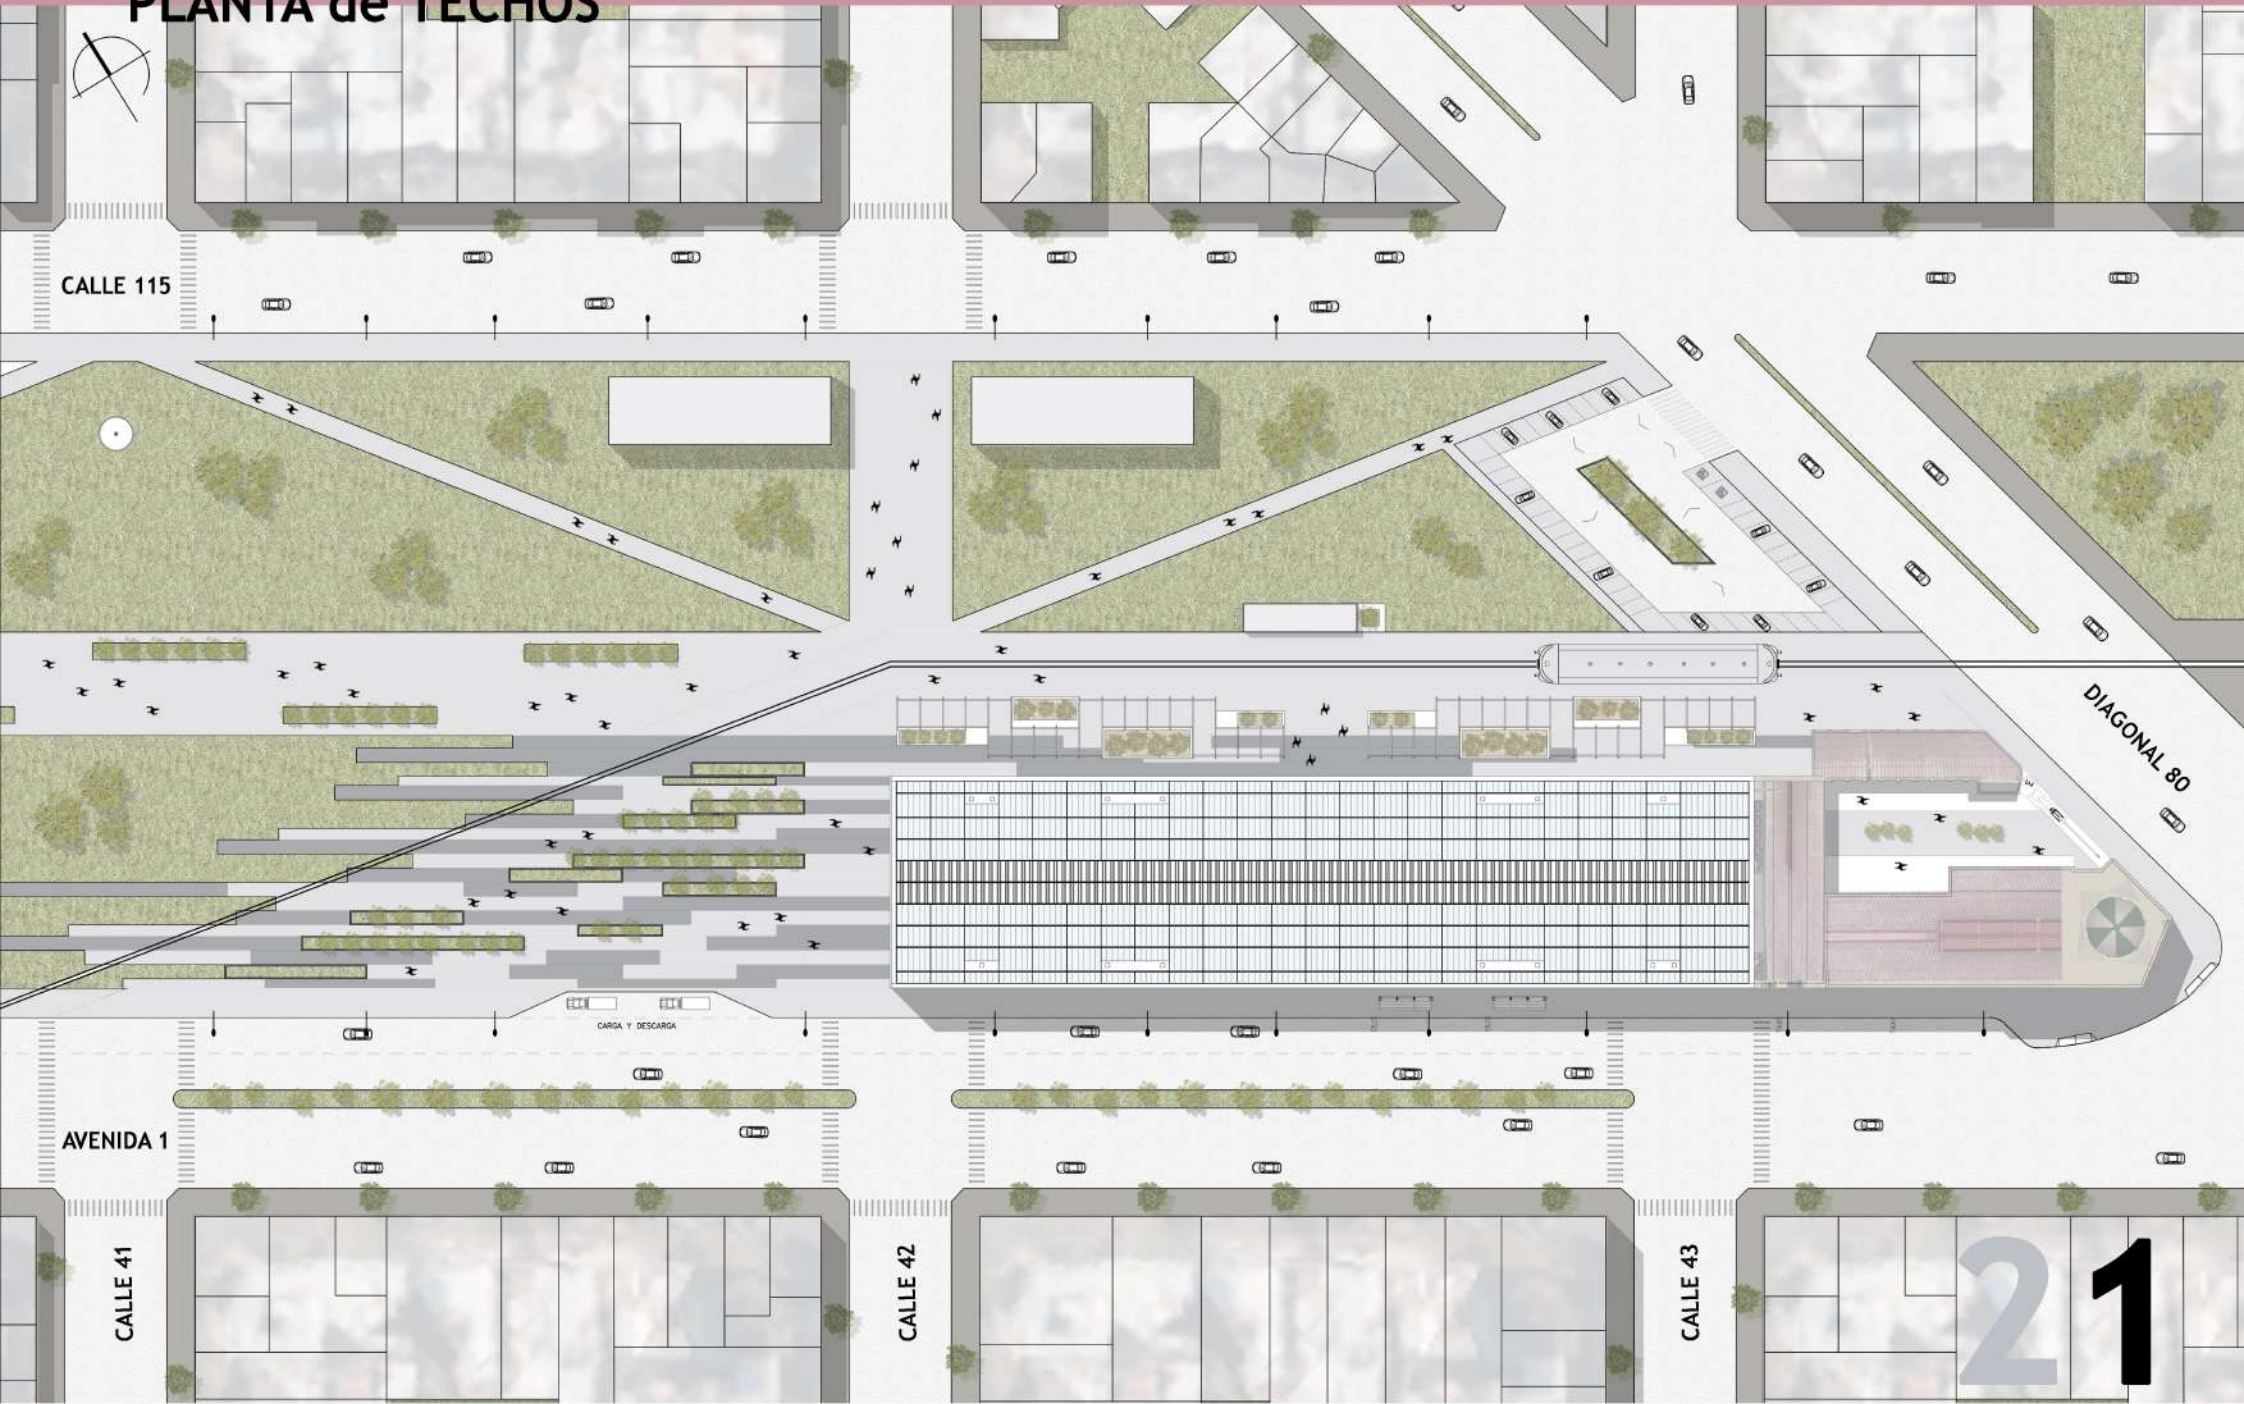 PLANTA de TECHOS
CALLE 115
DIAGONAL 80
CARGA Y DESCARGA
AVENIDA 1
CALLE 41
CALLE 42
CALLE 43
21